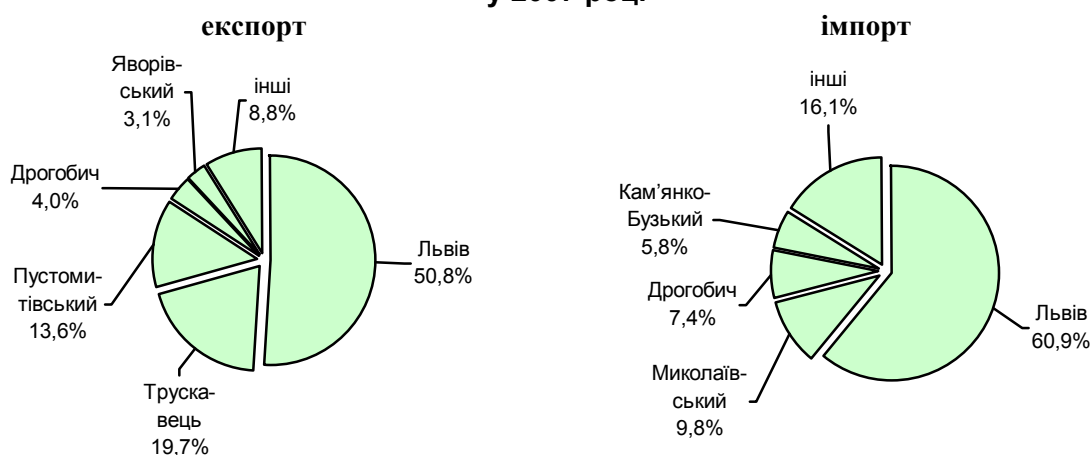 експорт
імпорт
Яворів-
ський
3,1%
інші
8,8%
Дрогобич
4,0%
Пустоми-
тівський
13,6%
Труска-
вець
19,7%
Львів
50,8%
інші
16,1%
Кам’янко-
Бузький
5,8%
Дрогобич
7,4%
Миколаїв-
ський
9,8%
Львів
60,9%